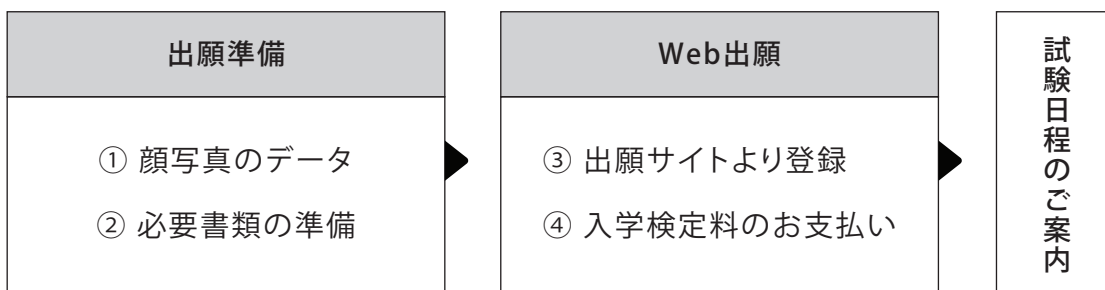 出願準備
① 顔写真のデータ
② 必要書類の準備
Web出願
③ 出願サイトより登録
④ 入学検定料のお支払い
試験日程のご案内